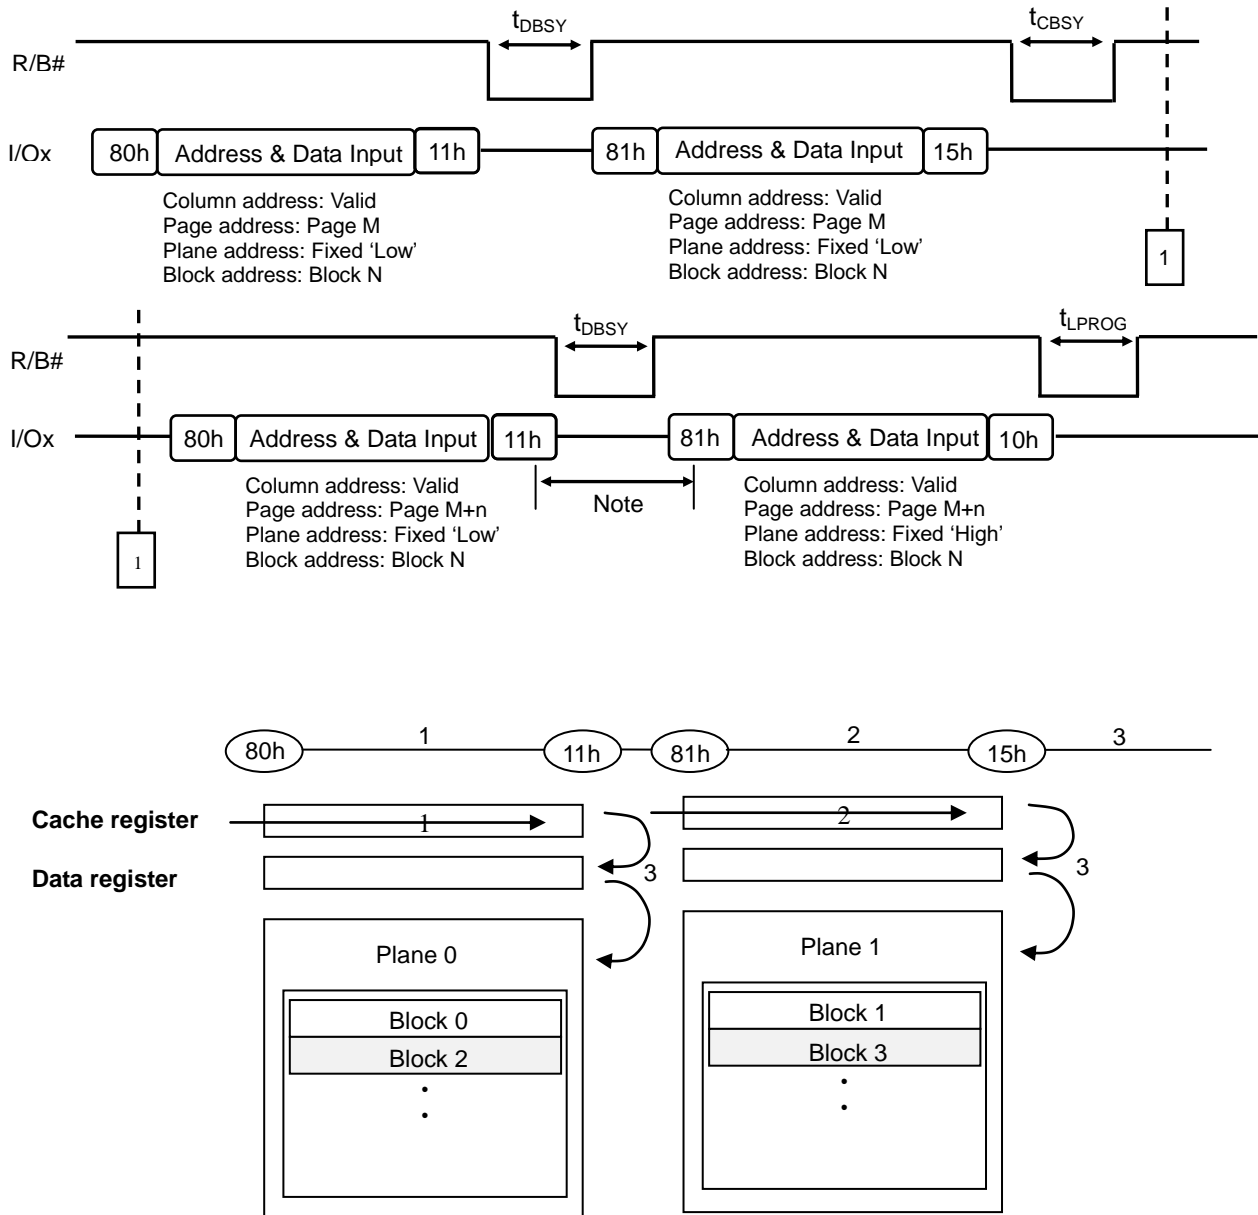 tDBSY tCBSY
R/B#
I/Ox 80h Address & Data Input 11h 81h Address & Data Input 15h
Column address: Valid
Page address: Page M
Plane address: Fixed ‘Low’
Block address: Block N
Column address: Valid
Page address: Page M
Plane address: Fixed ‘Low’
Block address: Block N
1
tDBSY tLPROG
R/B#
I/Ox 80h Address & Data Input 11h 81h Address & Data Input 10h
Column address: Valid
Page address: Page M+n
Plane address: Fixed ‘Low’
Block address: Block N
Note
Column address: Valid
Page address: Page M+n
Plane address: Fixed ‘High’
Block address: Block N
1
80h 1 11h 81h 2 15h 3
Cache register 1 2
Data register 3 3
Plane 0 Plane 1
Block 0 Block 1
Block 2 Block 3